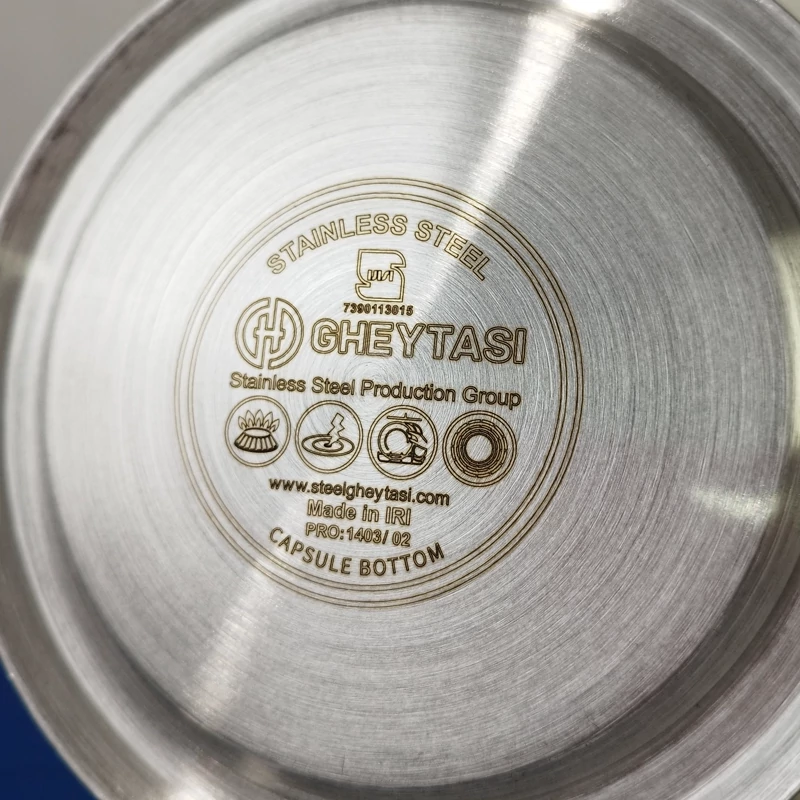 STAINLESS STEEL
7390113015
GHEYTASI
Stainless Steel Production Group
www.steelgheytasi.com
Made in IRI
PRO:1403/ 02
CAPSULE BOTTOM